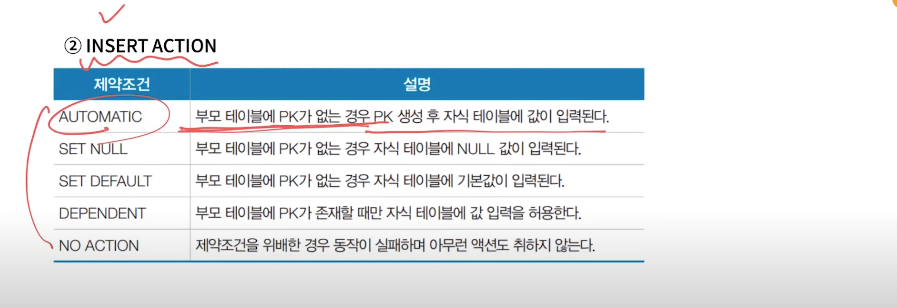 ② INSERT ACTION
제약조건 설명
AUTOMATIC 부모 테이블에 PK가 없는 경우 PK 생성 후 자식 테이블에 값이 입력된다.
SET NULL 부모 테이블에 PK가 없는 경우 자식 테이블에 NULL 값이 입력된다.
SET DEFAULT 부모 테이블에 PK가 없는 경우 자식 테이블에 기본값이 입력된다.
DEPENDENT 부모 테이블에 PK가 존재할 때만 자식 테이블에 값 입력을 허용한다.
NO ACTION 제약조건을 위배한 경우 동작이 실패하며 아무런 액션도 취하지 않는다.